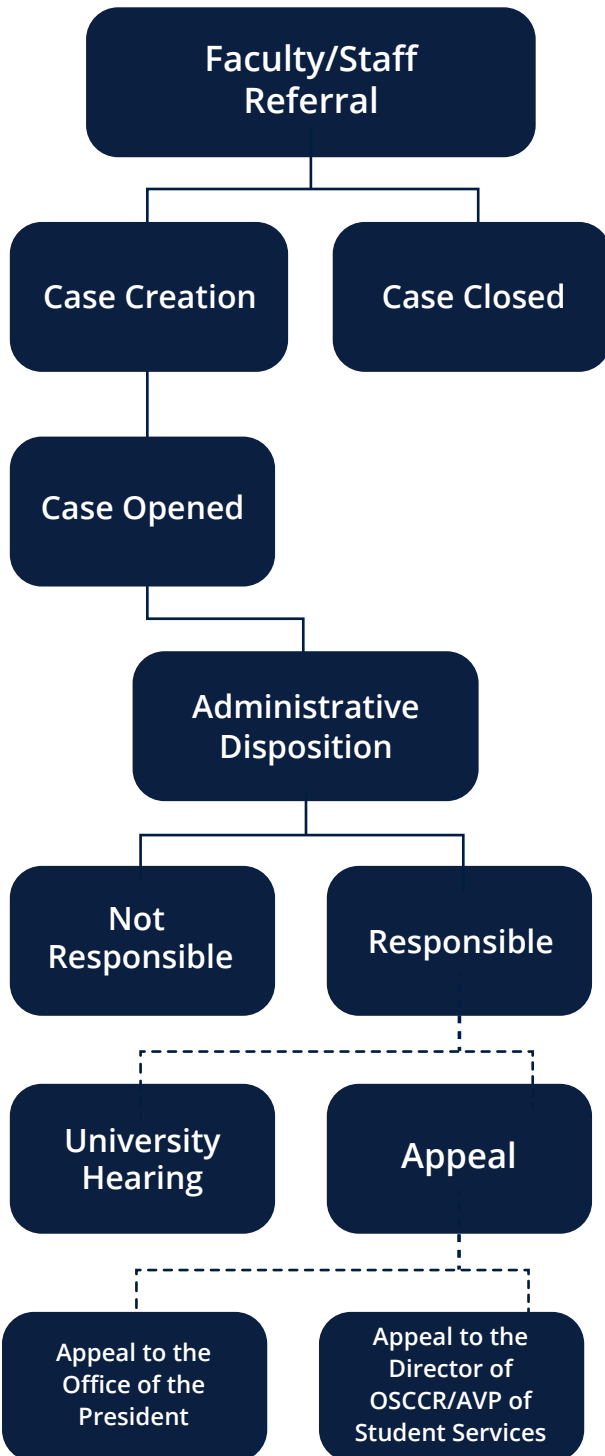 Faculty/Staff
Referral
Case Creation
Case Closed
Case Opened
Administrative
Disposition
Not
Responsible
Responsible
University
Hearing
Appeal
Appeal to the
Office of the
President
Appeal to the
Director of
OSCCR/AVP of
Student Services